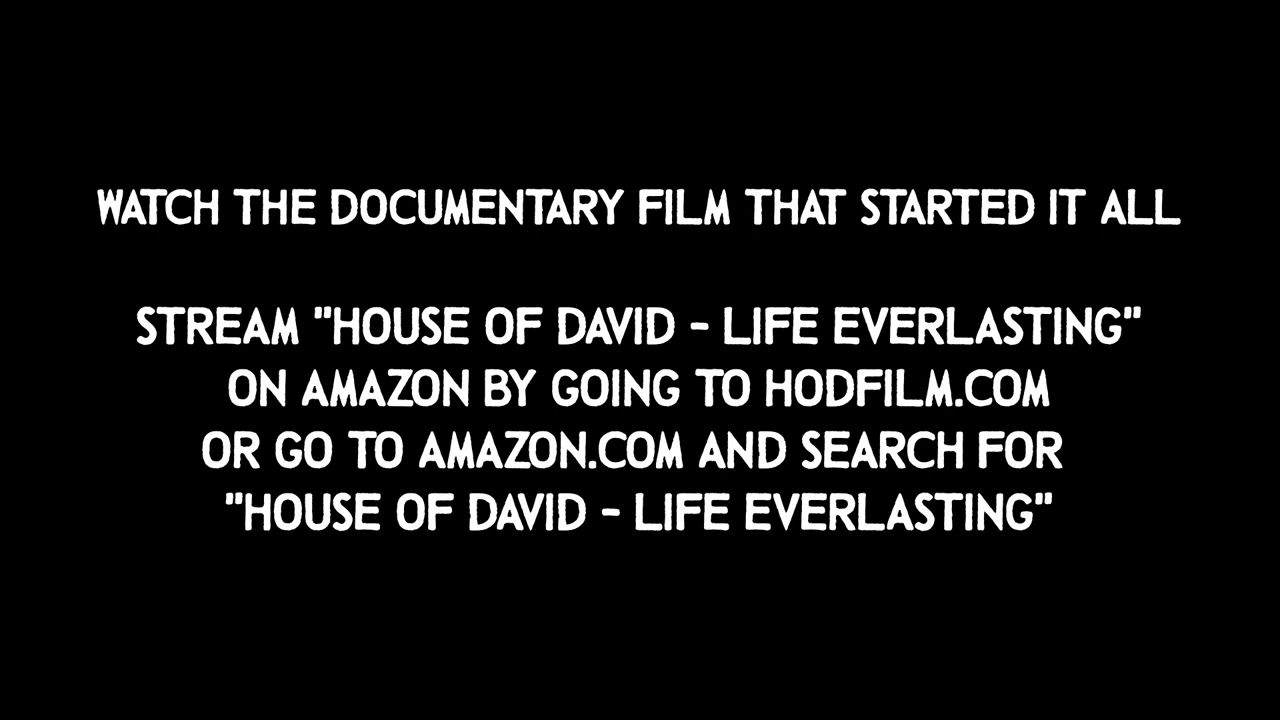 WATCH THE DOCUMENTARY FILM THAT STARTED IT ALL
STREAM "HOUSE OF DAVID - LIFE EVERLASTING"
ON AMAZON BY GOING TO HODFILM.COM
OR GO TO AMAZON.COM AND SEARCH FOR
"HOUSE OF DAVID - LIFE EVERLASTING"